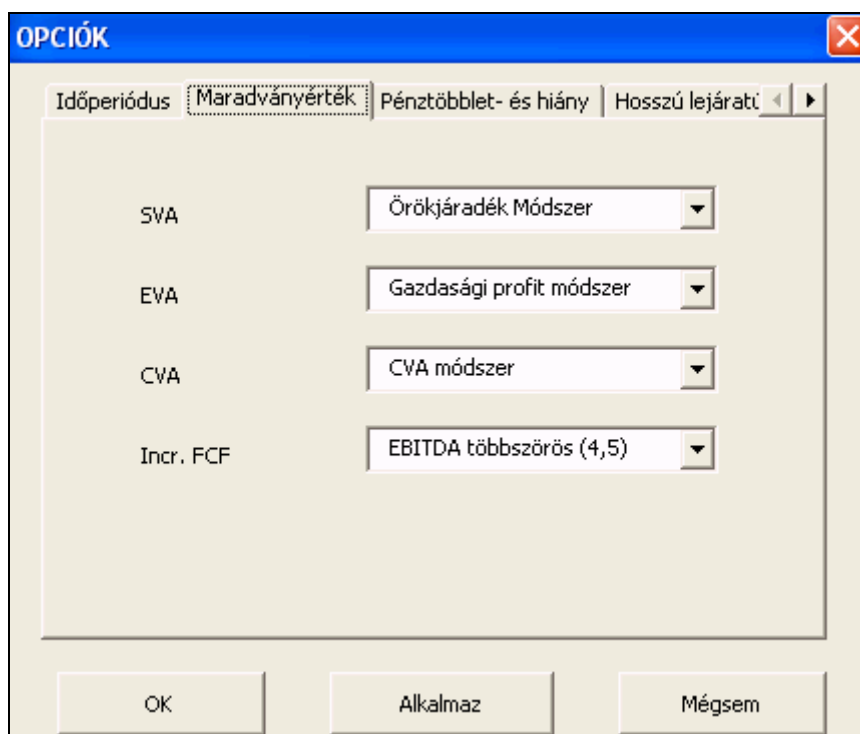 OPCIÓK
Időperiódus Maradványérték Pénztöbblet- és hiány Hosszú lejáratú
SVA Örökjáradék Módszer
EVA Gazdasági profit módszer
CVA CVA módszer
Incr. FCF EBITDA többszörös (4,5)
OK Alkalmaz Mégsem